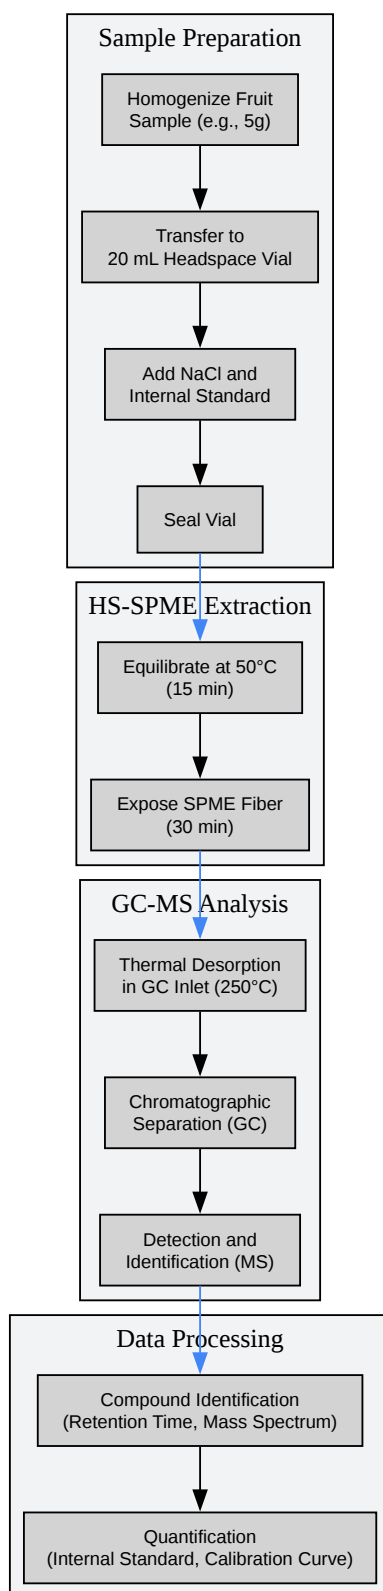 Sample Preparation
Homogenize Fruit
Sample (e.g., 5g)
Transfer to
20 mL Headspace Vial
Add NaCl and
Internal Standard
Seal Vial
HS-SPME Extraction
Equilibrate at 50°C
(15 min)
Expose SPME Fiber
(30 min)
GC-MS Analysis
Thermal Desorption
in GC Inlet (250°C)
Chromatographic
Separation (GC)
Detection and
Identification (MS)
Data Processing
Compound Identification
(Retention Time, Mass Spectrum)
Quantification
(Internal Standard, Calibration Curve)